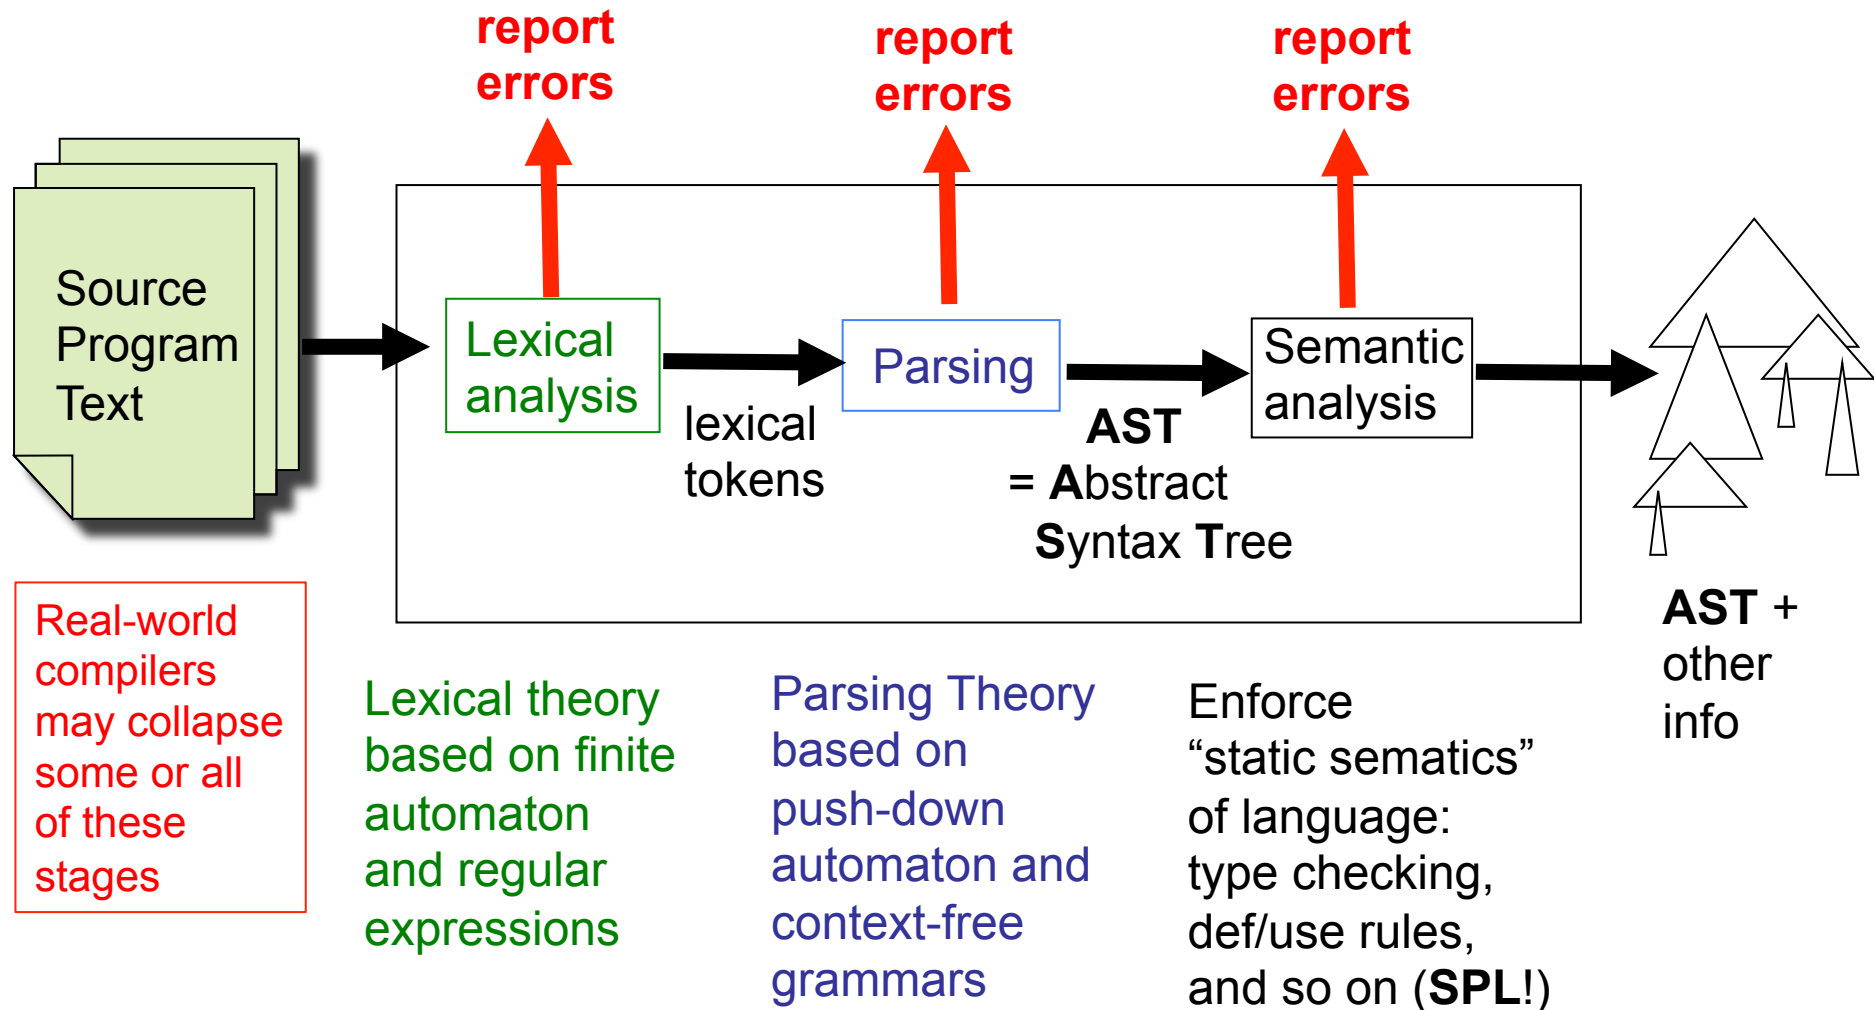 report
errors
report
errors
report
errors
Source
Program
Text
Lexical
analysis
lexical
tokens
Parsing
AST
= Abstract
Syntax Tree
Semantic
analysis
AST +
other
info
Real-world
compilers
may collapse
some or all
of these
stages
Lexical theory
based on finite
automaton
and regular
expressions
Parsing Theory
based on
push-down
automaton and
context-free
grammars
Enforce
“static sematics”
of language:
type checking,
def/use rules,
and so on (SPL!)